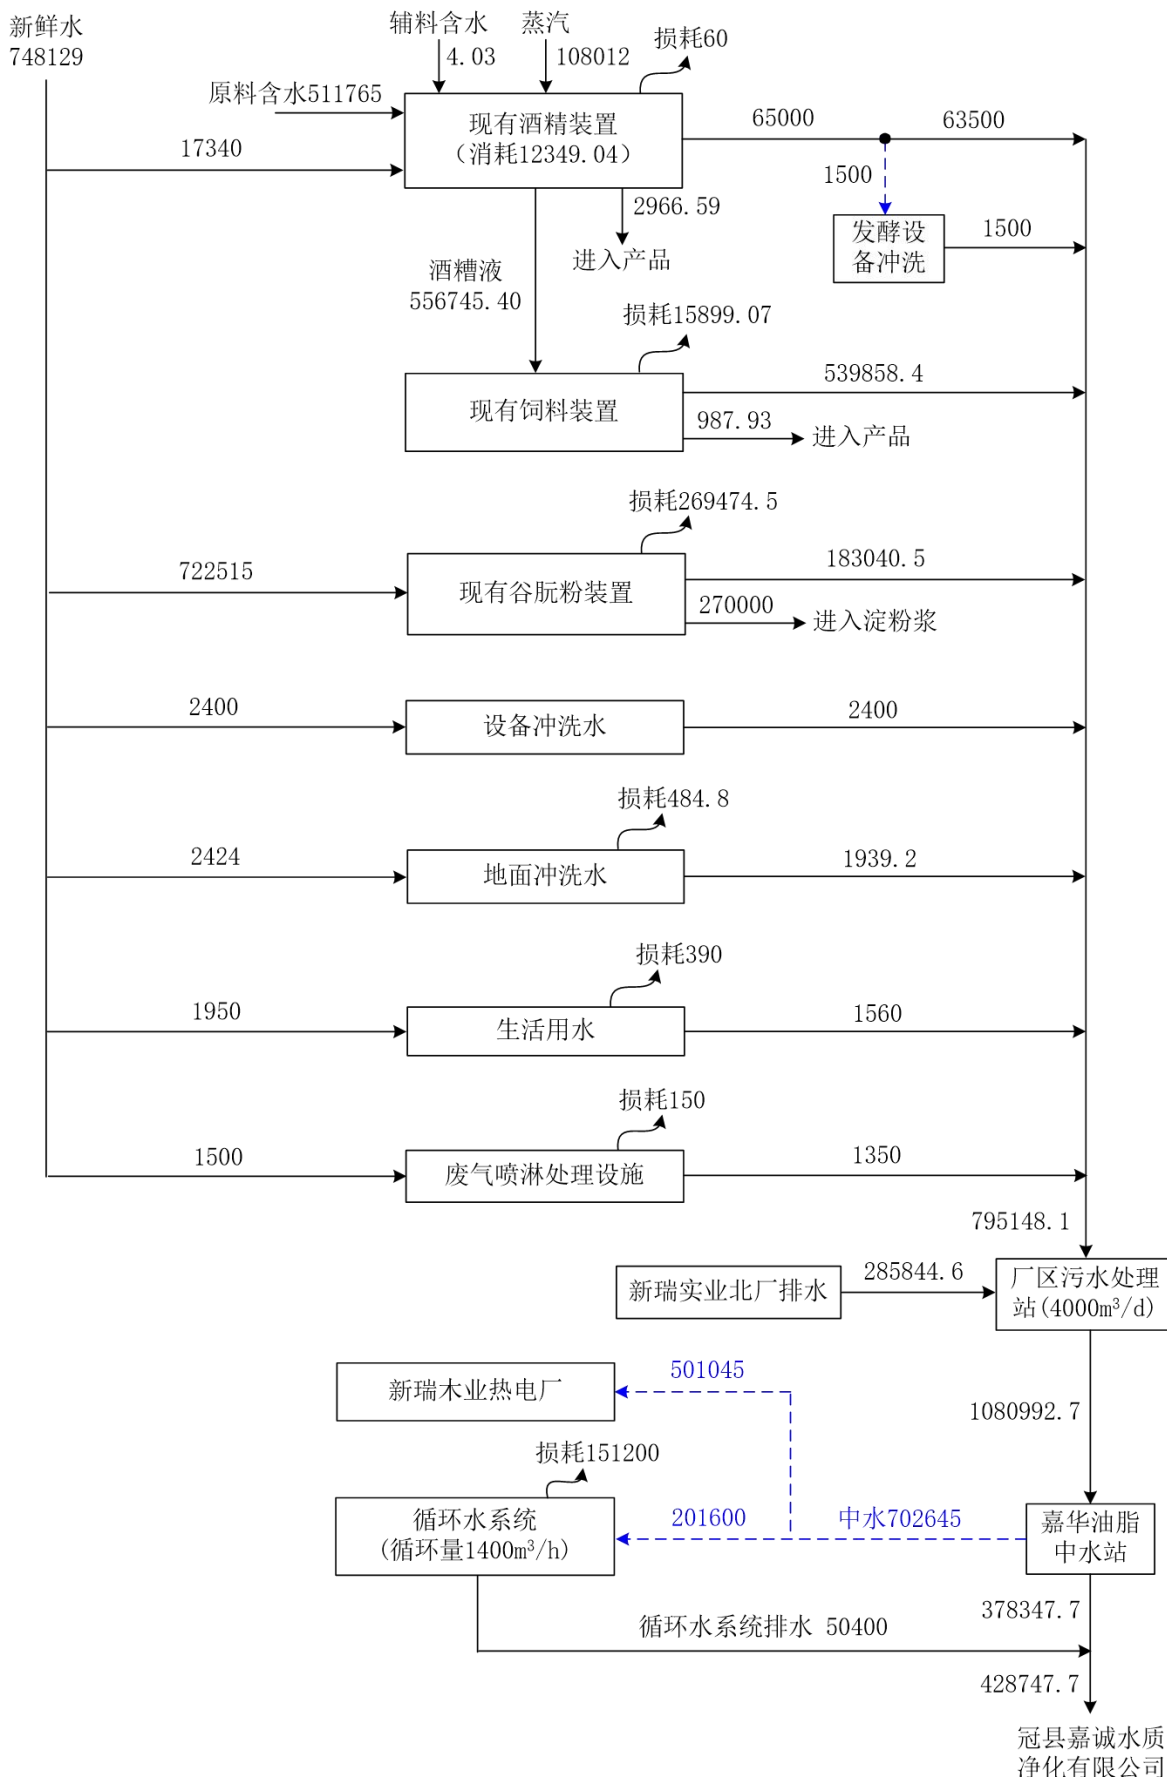 新鲜水
748129
辅料含水
4.03
蒸汽
108012
损耗60
原料含水511765
17340
现有酒精装置
（消耗12349.04）
65000
63500
1500
发酵设
备冲洗
1500
2966.59
进入产品
酒糟液
556745.40
损耗15899.07
现有饲料装置
539858.4
987.93
进入产品
损耗269474.5
722515
现有谷朊粉装置
183040.5
270000
进入淀粉浆
2400
设备冲洗水
2400
损耗484.8
2424
地面冲洗水
1939.2
损耗390
1950
生活用水
1560
损耗150
1500
废气喷淋处理设施
1350
795148.1
新瑞实业北厂排水
285844.6
厂区污水处理
站(4000m³/d)
新瑞木业热电厂
501045
1080992.7
损耗151200
循环水系统
(循环量1400m³/h)
201600
中水702645
嘉华油脂
中水站
378347.7
循环水系统排水 50400
428747.7
冠县嘉诚水质
净化有限公司